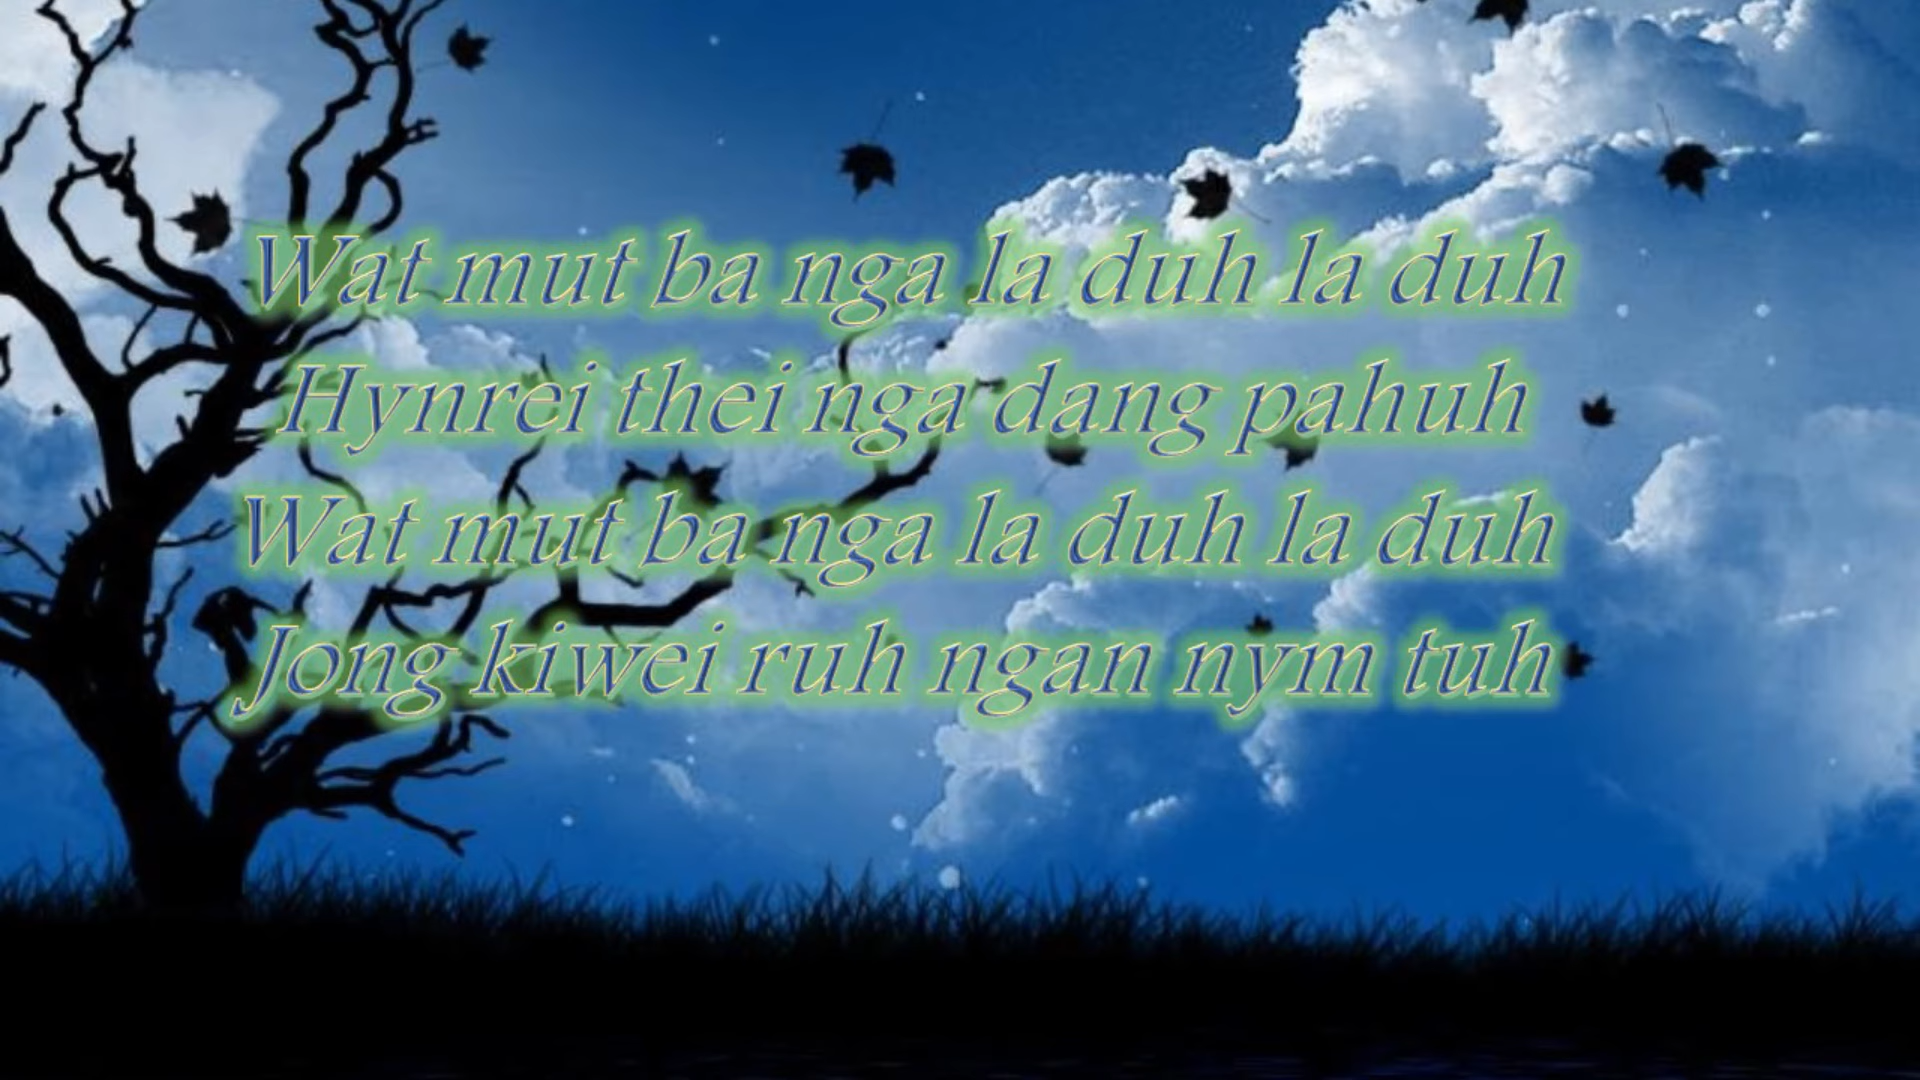 Wat mut ba nga la duh la duh
Hynrei thei nga dang pahuh
Wat mut ba nga la duh la duh
Jong kiwei ruh ngan nym tuh